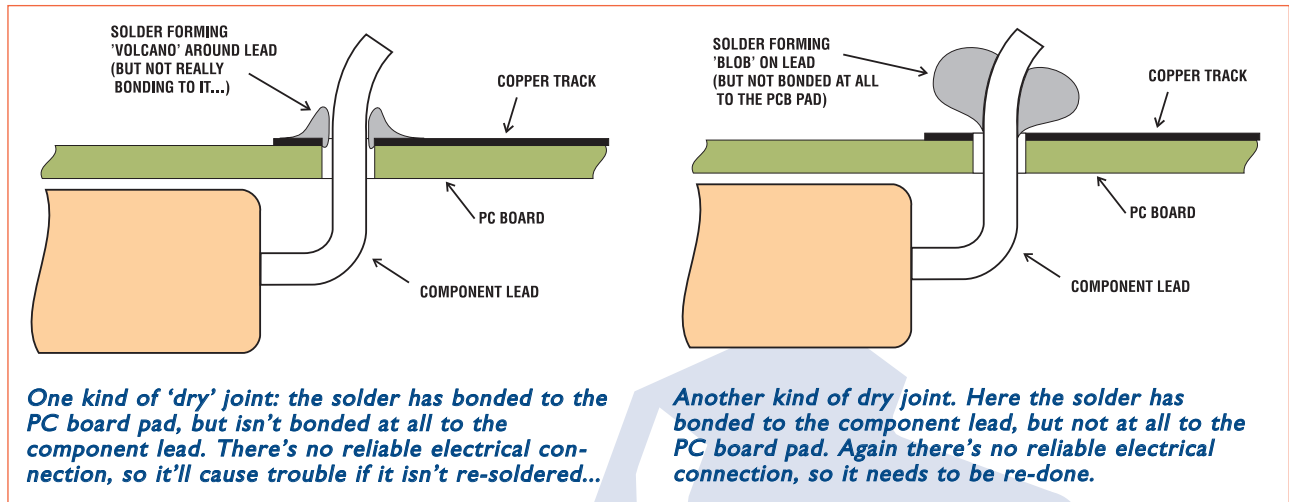 SOLDER FORMING
'VOLCANO' AROUND LEAD
(BUT NOT REALLY
BONDING TO IT...)
COPPER TRACK
PC BOARD
COMPONENT LEAD
One kind of ‘dry’ joint: the solder has bonded to the
PC board pad, but isn’t bonded at all to the
component lead. There’s no reliable electrical con-
nection, so it’ll cause trouble if it isn’t re-soldered...
SOLDER FORMING
'BLOB' ON LEAD
(BUT NOT BONDED AT ALL
TO THE PCB PAD)
COPPER TRACK
PC BOARD
COMPONENT LEAD
Another kind of dry joint. Here the solder has
bonded to the component lead, but not at all to the
PC board pad. Again there’s no reliable electrical
connection, so it needs to be re-done.